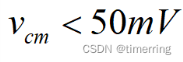 v_cm < 50mV
CSDN @timerring